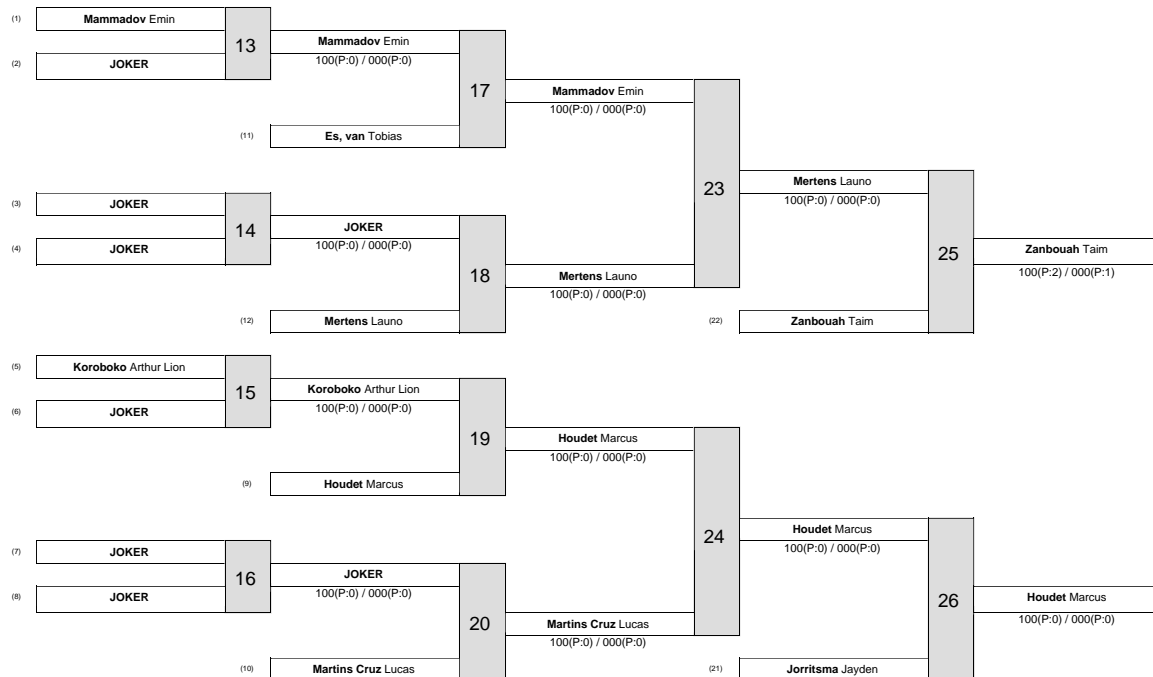 (1) Mammadov Emin
13
Mammadov Emin
(2) JOKER
100(P:0) / 000(P:0)
17
Mammadov Emin
100(P:0) / 000(P:0)
(11) Es, van Tobias
23
Mertens Launo
100(P:0) / 000(P:0)
(3) JOKER
14
JOKER
(4) JOKER
100(P:0) / 000(P:0)
18
Mertens Launo
100(P:0) / 000(P:0)
(12) Mertens Launo
25
Zanbouah Taim
100(P:2) / 000(P:1)
(22) Zanbouah Taim
(5) Koroboko Arthur Lion
15
Koroboko Arthur Lion
(6) JOKER
100(P:0) / 000(P:0)
19
Houdet Marcus
100(P:0) / 000(P:0)
(9) Houdet Marcus
24
Houdet Marcus
100(P:0) / 000(P:0)
(7) JOKER
16
JOKER
(8) JOKER
100(P:0) / 000(P:0)
20
Martins Cruz Lucas
100(P:0) / 000(P:0)
(10) Martins Cruz Lucas
26
Houdet Marcus
100(P:0) / 000(P:0)
(21) Jorritsma Jayden